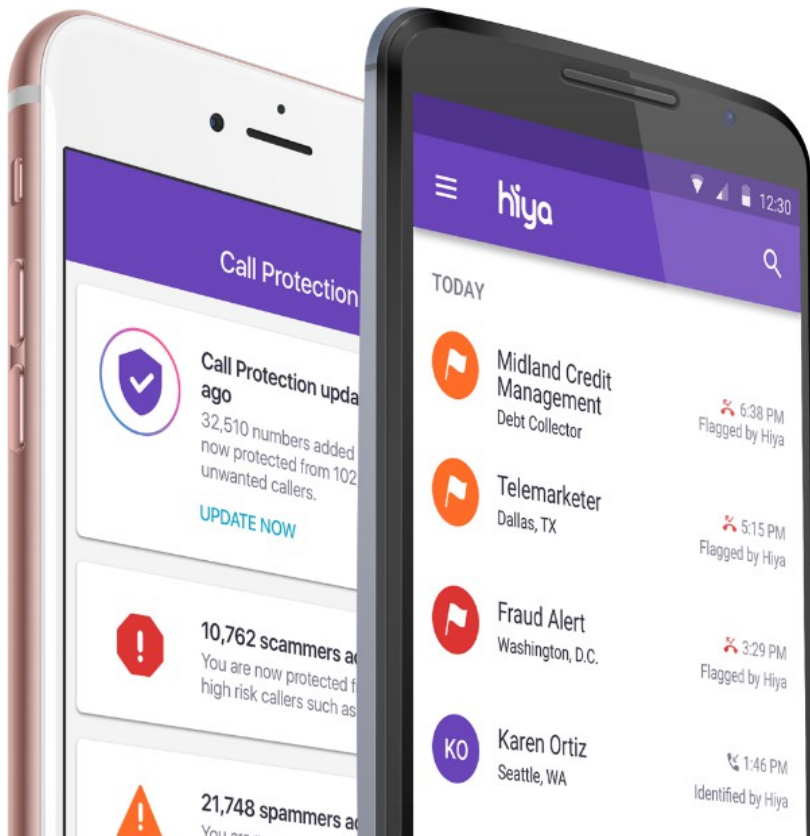 Call Protection
Call Protection upda
ago
32,510 numbers added
now protected from 102
unwanted callers.
UPDATE NOW
10,762 scammers a
You are now protected f
high risk callers such as
21,748 spammers a
You are
hiya
12:30
TODAY
Midland Credit
Management
Debt Collector
6:38 PM
Flagged by Hiya
Telemarketer
Dallas, TX
5:15 PM
Flagged by Hiya
Fraud Alert
Washington, D.C.
3:29 PM
Flagged by Hiya
KO
Karen Ortiz
Seattle, WA
1:46 PM
Identified by Hiya